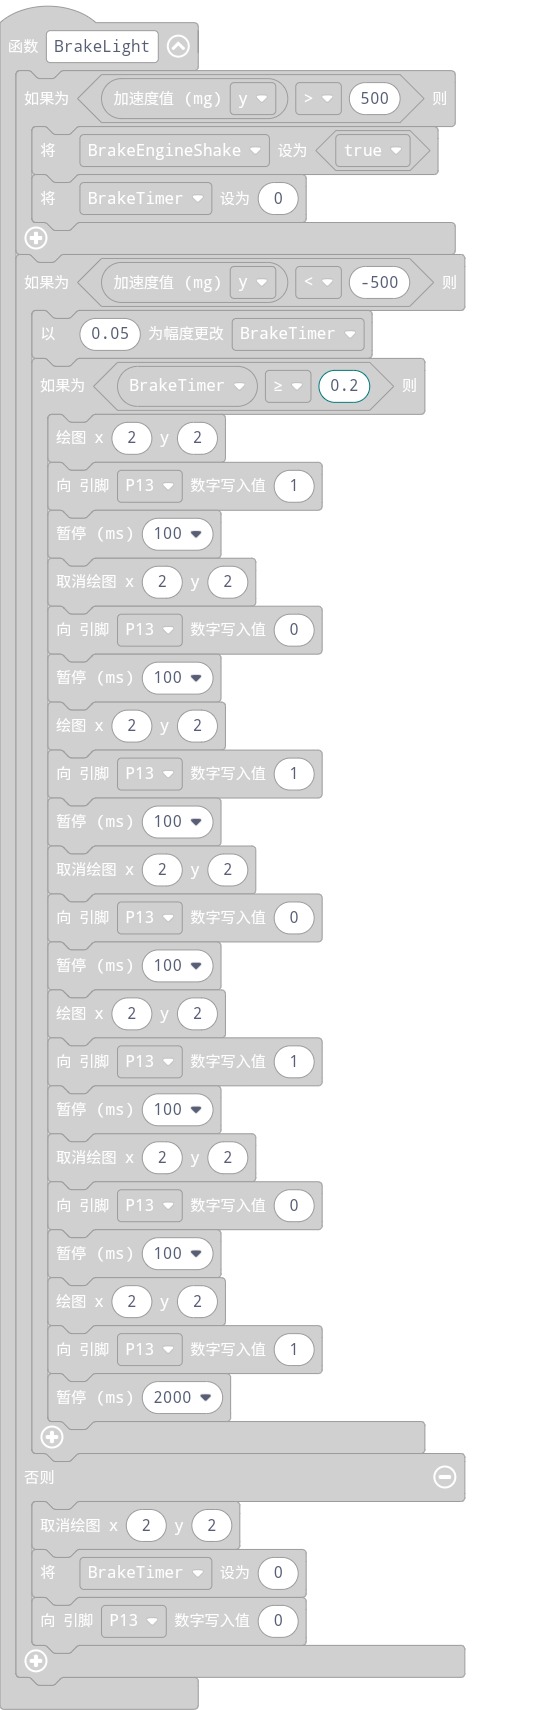 函数 BrakeLight
如果为 加速度值 (mg) y > 500 则
将 BrakeEngineShake 设为 true
将 BrakeTimer 设为 0
如果为 加速度值 (mg) y < -500 则
以 0.05 为幅度更改 BrakeTimer
如果为 BrakeTimer ≥ 0.2 则
绘图 x 2 y 2
向 引脚 P13 数字写入值 1
暂停 (ms) 100
取消绘图 x 2 y 2
向 引脚 P13 数字写入值 0
暂停 (ms) 100
绘图 x 2 y 2
向 引脚 P13 数字写入值 1
暂停 (ms) 100
取消绘图 x 2 y 2
向 引脚 P13 数字写入值 0
暂停 (ms) 100
绘图 x 2 y 2
向 引脚 P13 数字写入值 1
暂停 (ms) 100
取消绘图 x 2 y 2
向 引脚 P13 数字写入值 0
暂停 (ms) 100
绘图 x 2 y 2
向 引脚 P13 数字写入值 1
暂停 (ms) 2000
否则
取消绘图 x 2 y 2
将 BrakeTimer 设为 0
向 引脚 P13 数字写入值 0